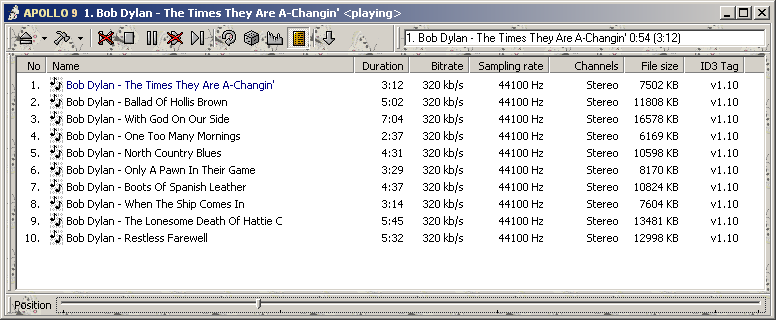 APOLLO 9 1. Bob Dylan - The Times They Are A-Changin' <playing>
1. Bob Dylan - The Times They Are A-Changin' 0:54 (3:12)
No Name Duration Bitrate Sampling rate Channels File size ID3 Tag
1. Bob Dylan - The Times They Are A-Changin' 3:12 320 kb/s 44100 Hz Stereo 7502 KB v1.10
2. Bob Dylan - Ballad Of Hollis Brown 5:02 320 kb/s 44100 Hz Stereo 11808 KB v1.10
3. Bob Dylan - With God On Our Side 7:04 320 kb/s 44100 Hz Stereo 16578 KB v1.10
4. Bob Dylan - One Too Many Mornings 2:37 320 kb/s 44100 Hz Stereo 6169 KB v1.10
5. Bob Dylan - North Country Blues 4:31 320 kb/s 44100 Hz Stereo 10598 KB v1.10
6. Bob Dylan - Only A Pawn In Their Game 3:29 320 kb/s 44100 Hz Stereo 8170 KB v1.10
7. Bob Dylan - Boots Of Spanish Leather 4:37 320 kb/s 44100 Hz Stereo 10824 KB v1.10
8. Bob Dylan - When The Ship Comes In 3:14 320 kb/s 44100 Hz Stereo 7604 KB v1.10
9. Bob Dylan - The Lonesome Death Of Hattie C 5:45 320 kb/s 44100 Hz Stereo 13481 KB v1.10
10. Bob Dylan - Restless Farewell 5:32 320 kb/s 44100 Hz Stereo 12998 KB v1.10
Position